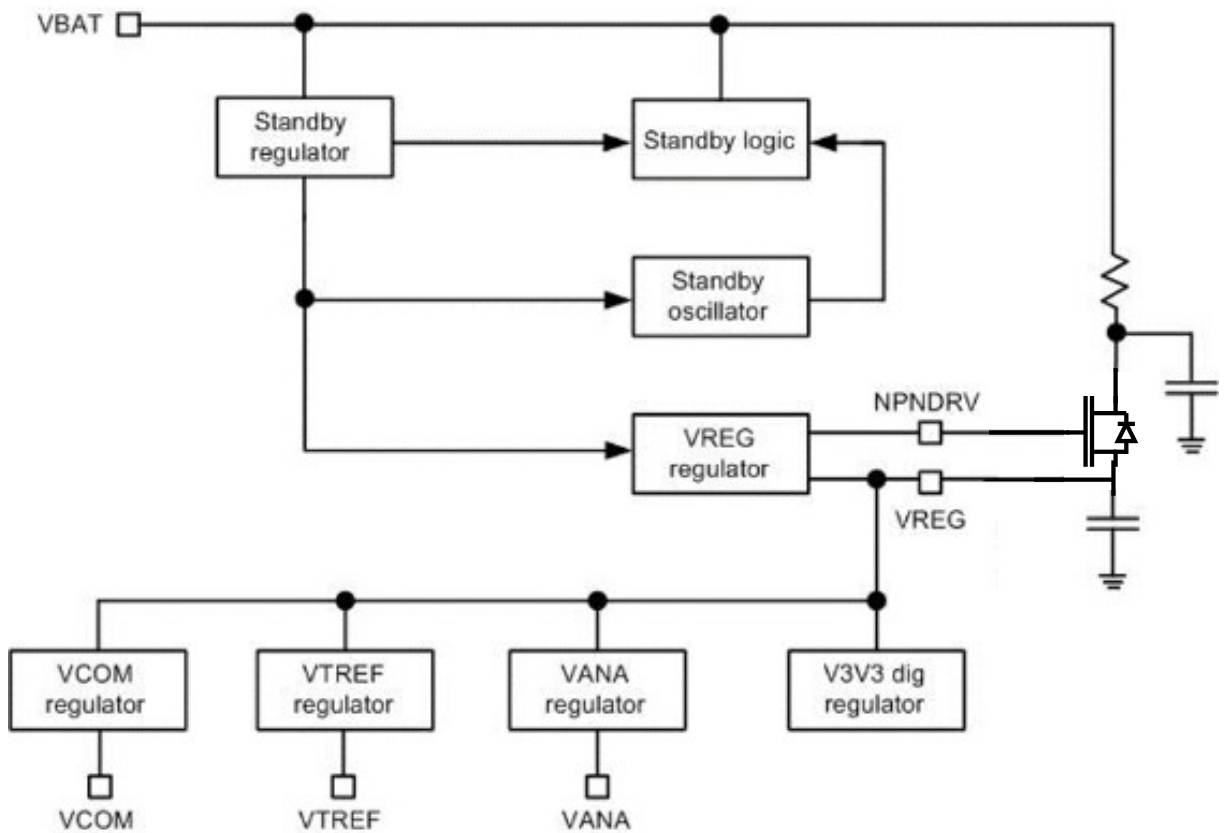 VBAT
Standby
regulator
Standby logic
Standby
oscillator
NPNDRV
VREG
regulator
VREG
VCOM
regulator
VTREF
regulator
VANA
regulator
V3V3 dig
regulator
VCOM
VTREF
VANA